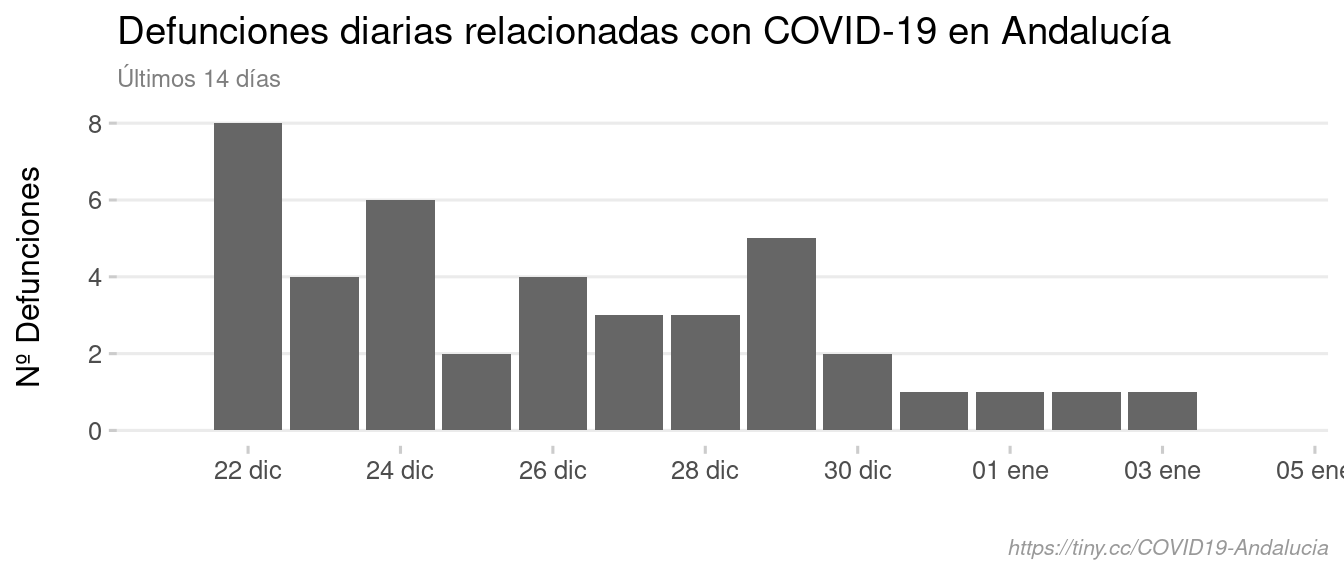 Defunciones diarias relacionadas con COVID-19 en Andalucía
Últimos 14 días
Nº Defunciones
8
6
4
2
0
22 dic 24 dic 26 dic 28 dic 30 dic 01 ene 03 ene 05 ene
https://tiny.cc/COVID19-Andalucia